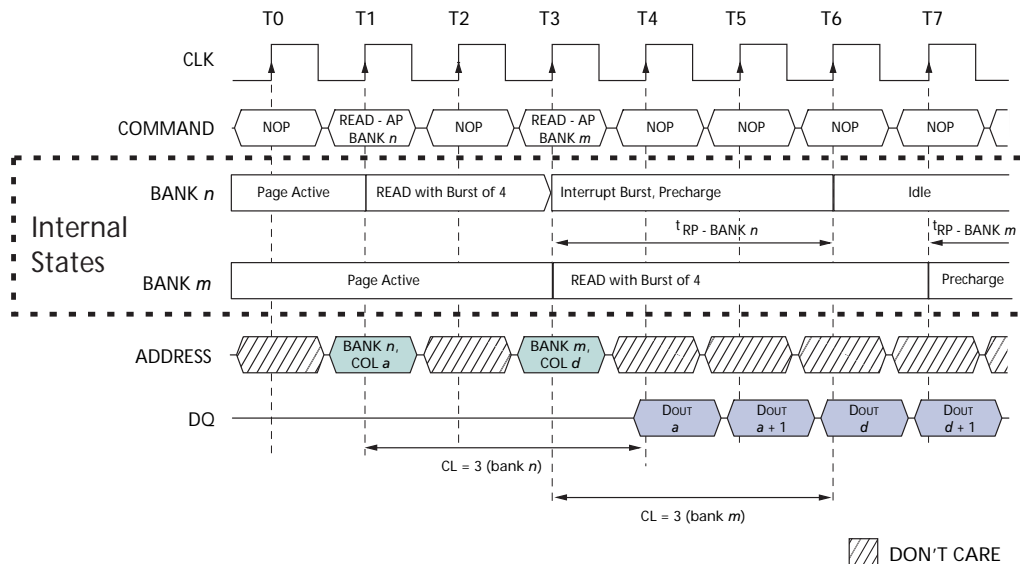 T0 T1 T2 T3 T4 T5 T6 T7
CLK
COMMAND NOP READ - AP BANK n NOP READ - AP BANK m NOP NOP NOP NOP
Internal States
BANK n Page Active READ with Burst of 4 Interrupt Burst, Precharge Idle
tRP - BANK n tRP - BANK m
BANK m Page Active READ with Burst of 4 Precharge
ADDRESS BANK n, COL a BANK m, COL d
DQ DOUT a DOUT a + 1 DOUT d DOUT d + 1
CL = 3 (bank n)
CL = 3 (bank m)
DON'T CARE